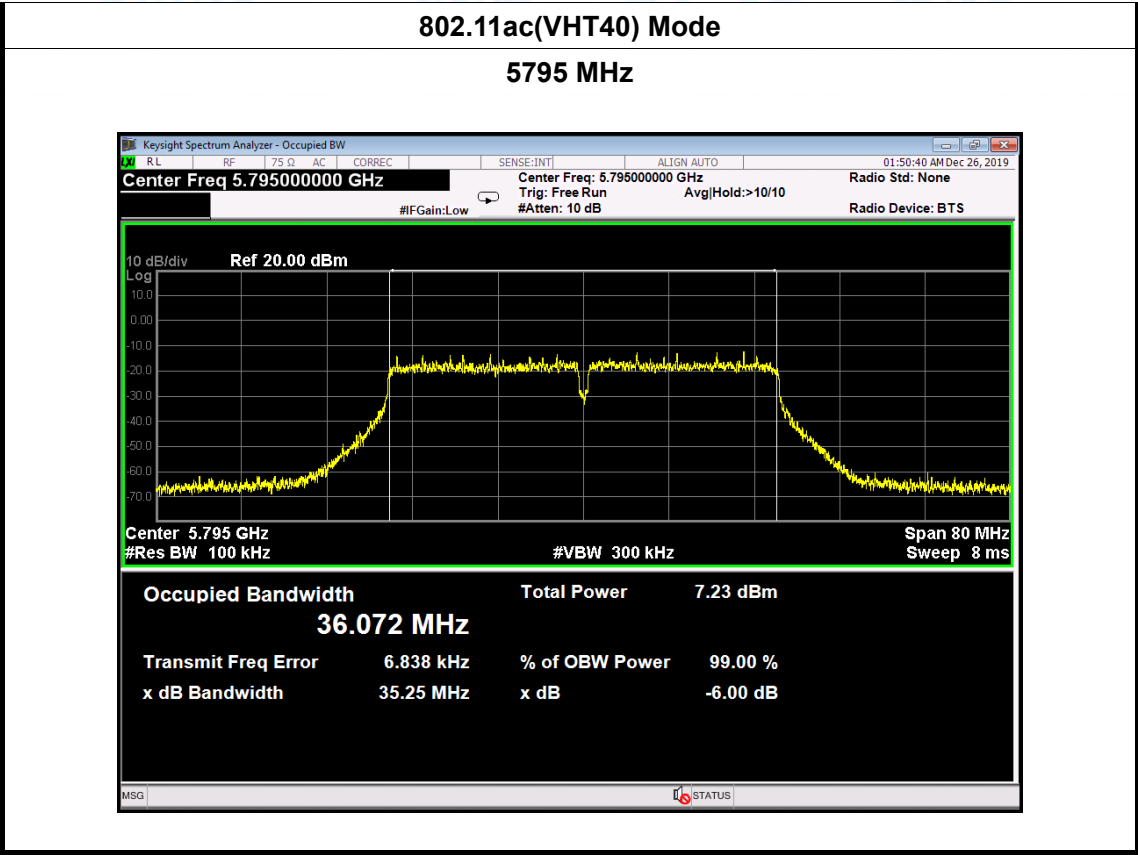 802.11ac(VHT40) Mode
5795 MHz
Keysight Spectrum Analyzer - Occupied BW
LXI RL RF 75 Ω AC CORREC SENSE:INT ALIGN AUTO 01:50:40 AM Dec 26, 2019
Center Freq 5.795000000 GHz Center Freq: 5.795000000 GHz Radio Std: None
Trig: Free Run Avg|Hold:>10/10
#IFGain:Low #Atten: 10 dB Radio Device: BTS
10 dB/div Ref 20.00 dBm
Log
10.0
0.00
-10.0
-20.0
-30.0
-40.0
-50.0
-60.0
-70.0
Center 5.795 GHz Span 80 MHz
#Res BW 100 kHz #VBW 300 kHz Sweep 8 ms
Occupied Bandwidth Total Power 7.23 dBm
36.072 MHz
Transmit Freq Error 6.838 kHz % of OBW Power 99.00 %
x dB Bandwidth 35.25 MHz x dB -6.00 dB
MSG STATUS